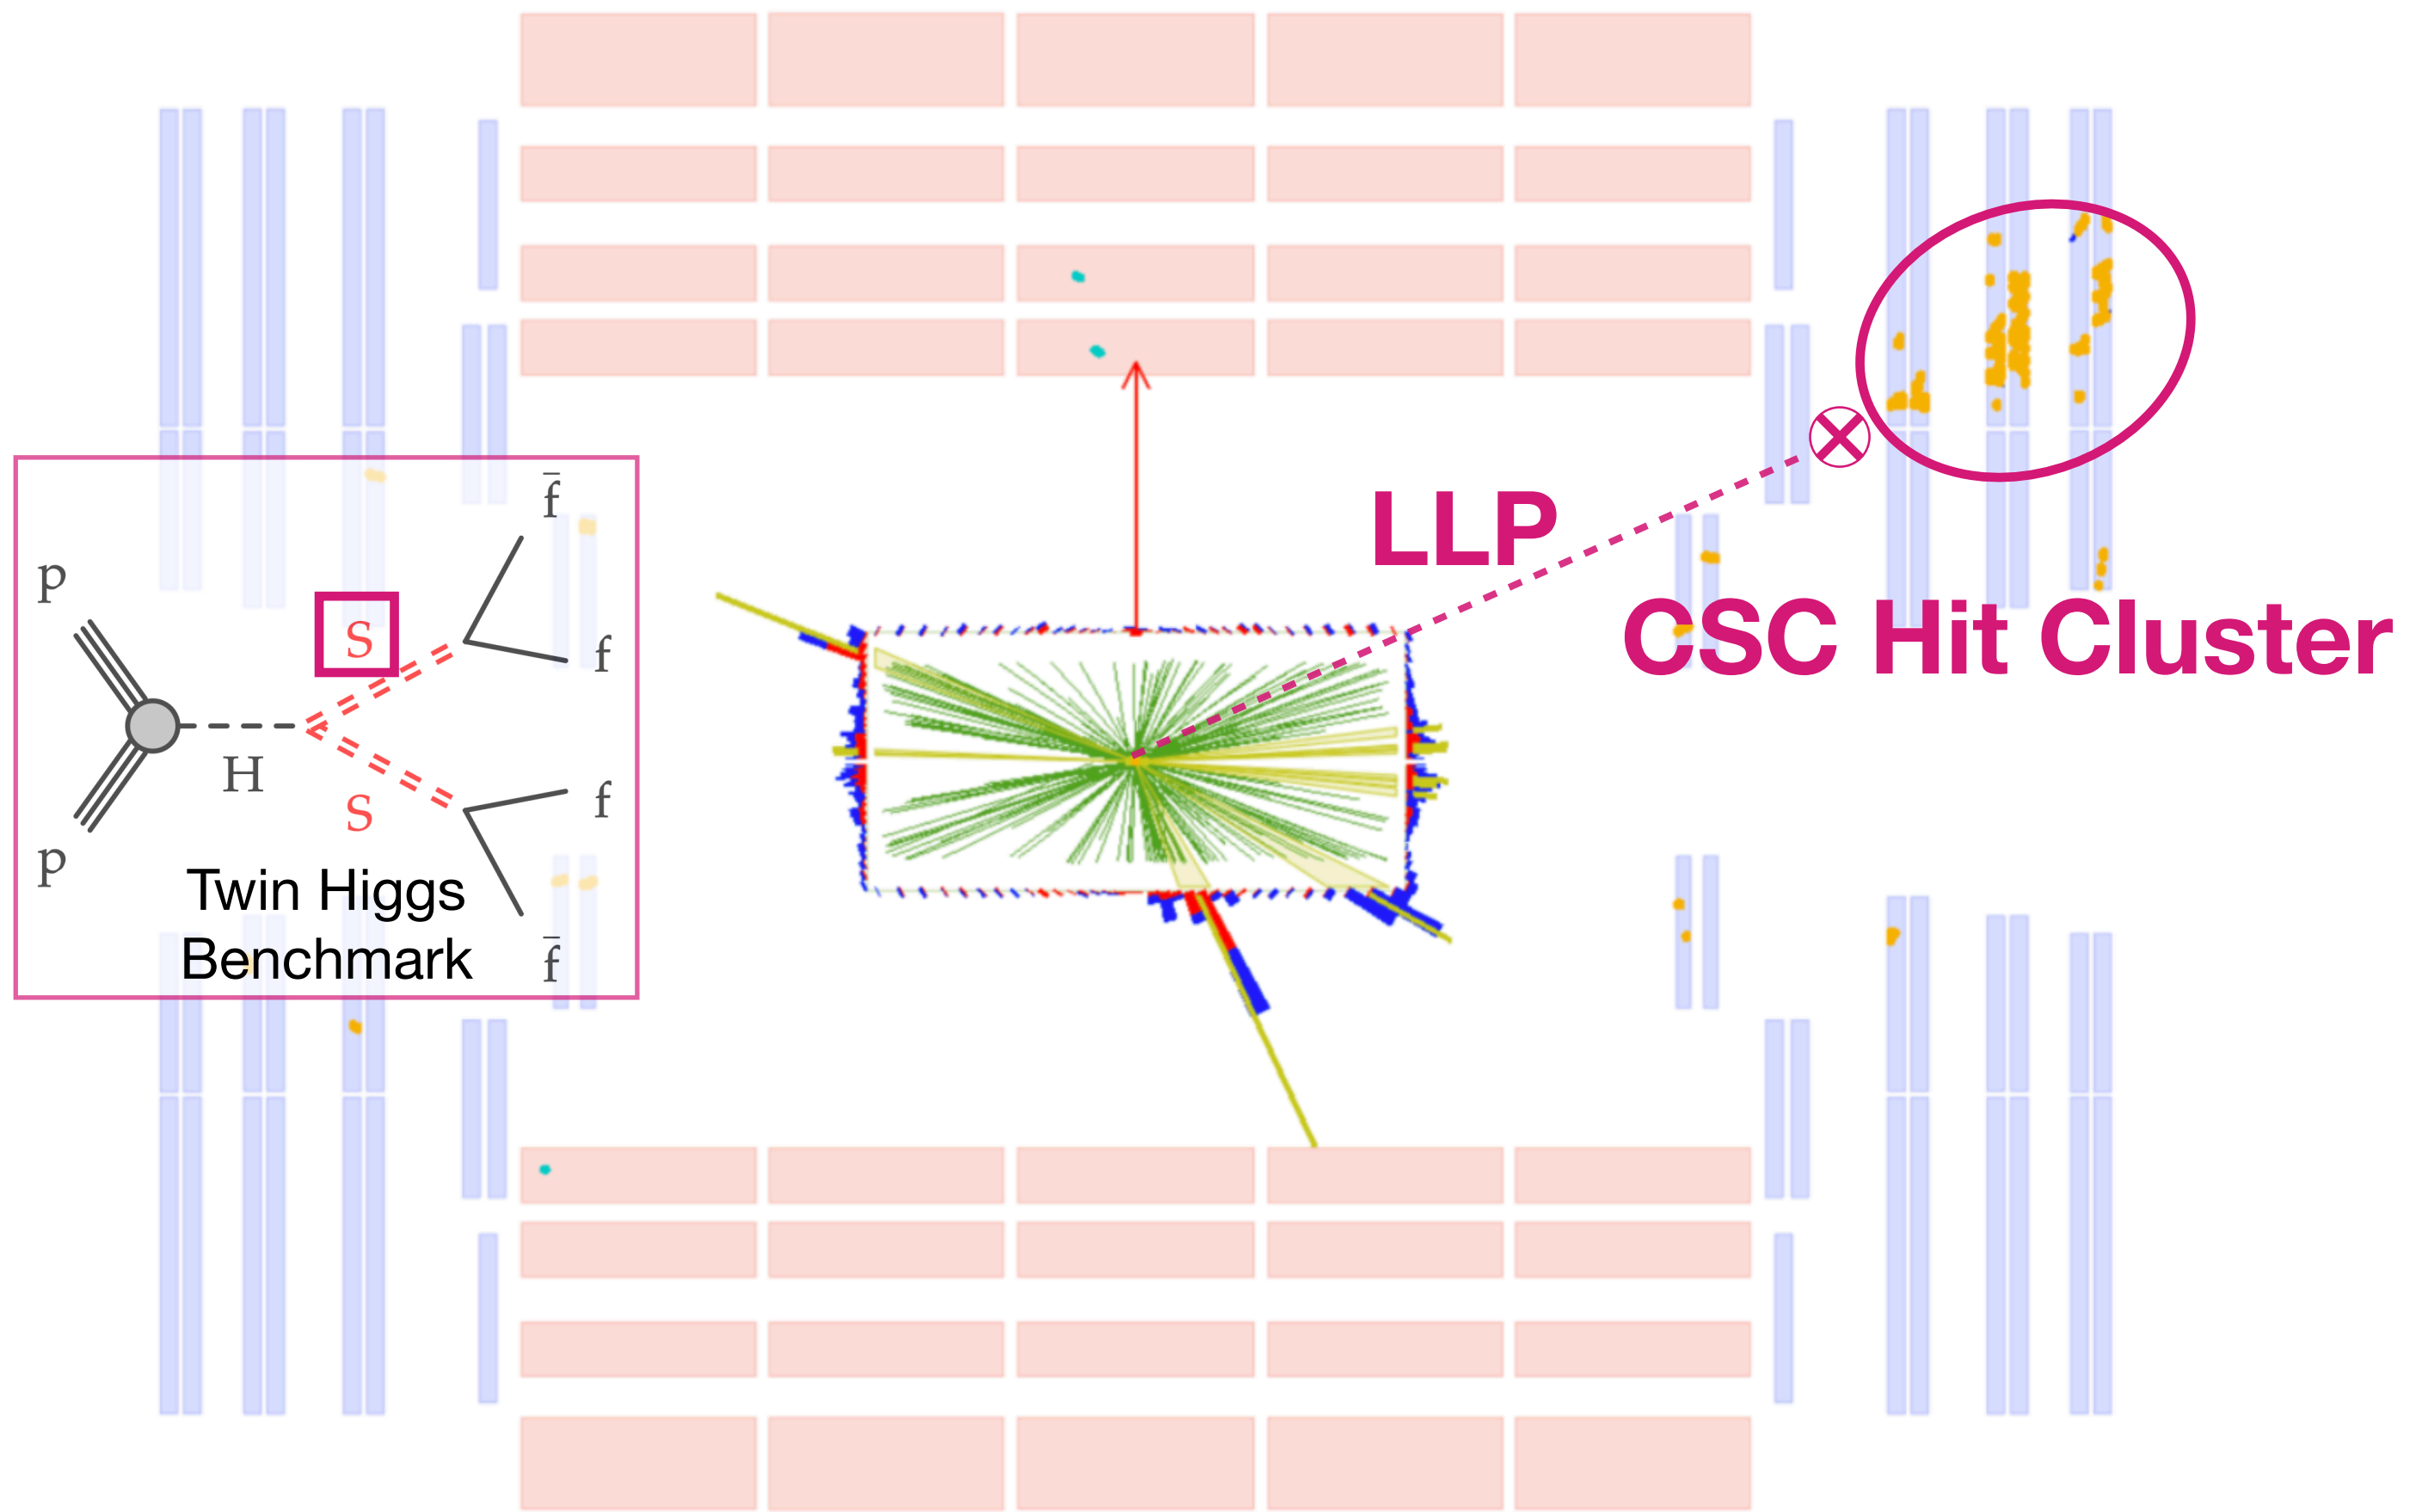 LLP
CSC Hit Cluster
p
p
H
S
S
f̅
f
f
f̅
Twin Higgs
Benchmark